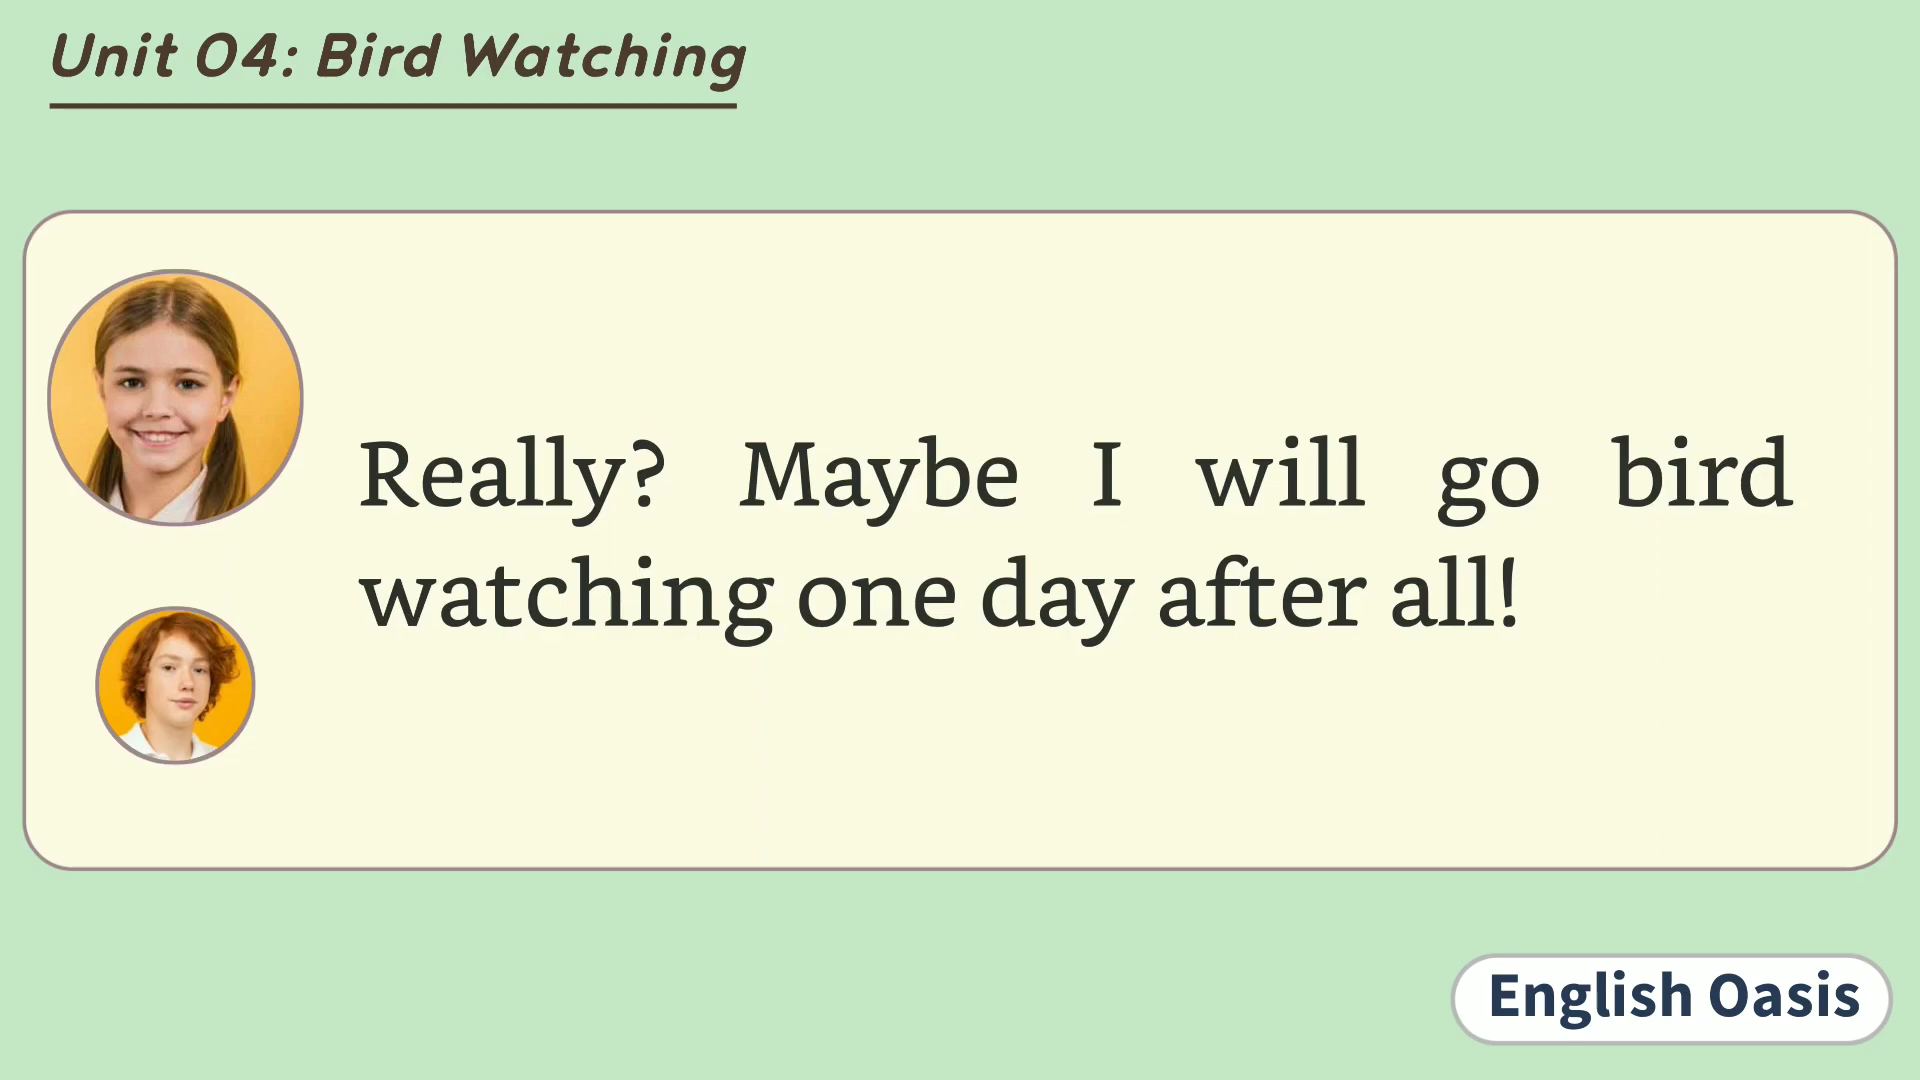 Unit 04: Bird Watching
Really? Maybe I will go bird
watching one day after all!
English Oasis